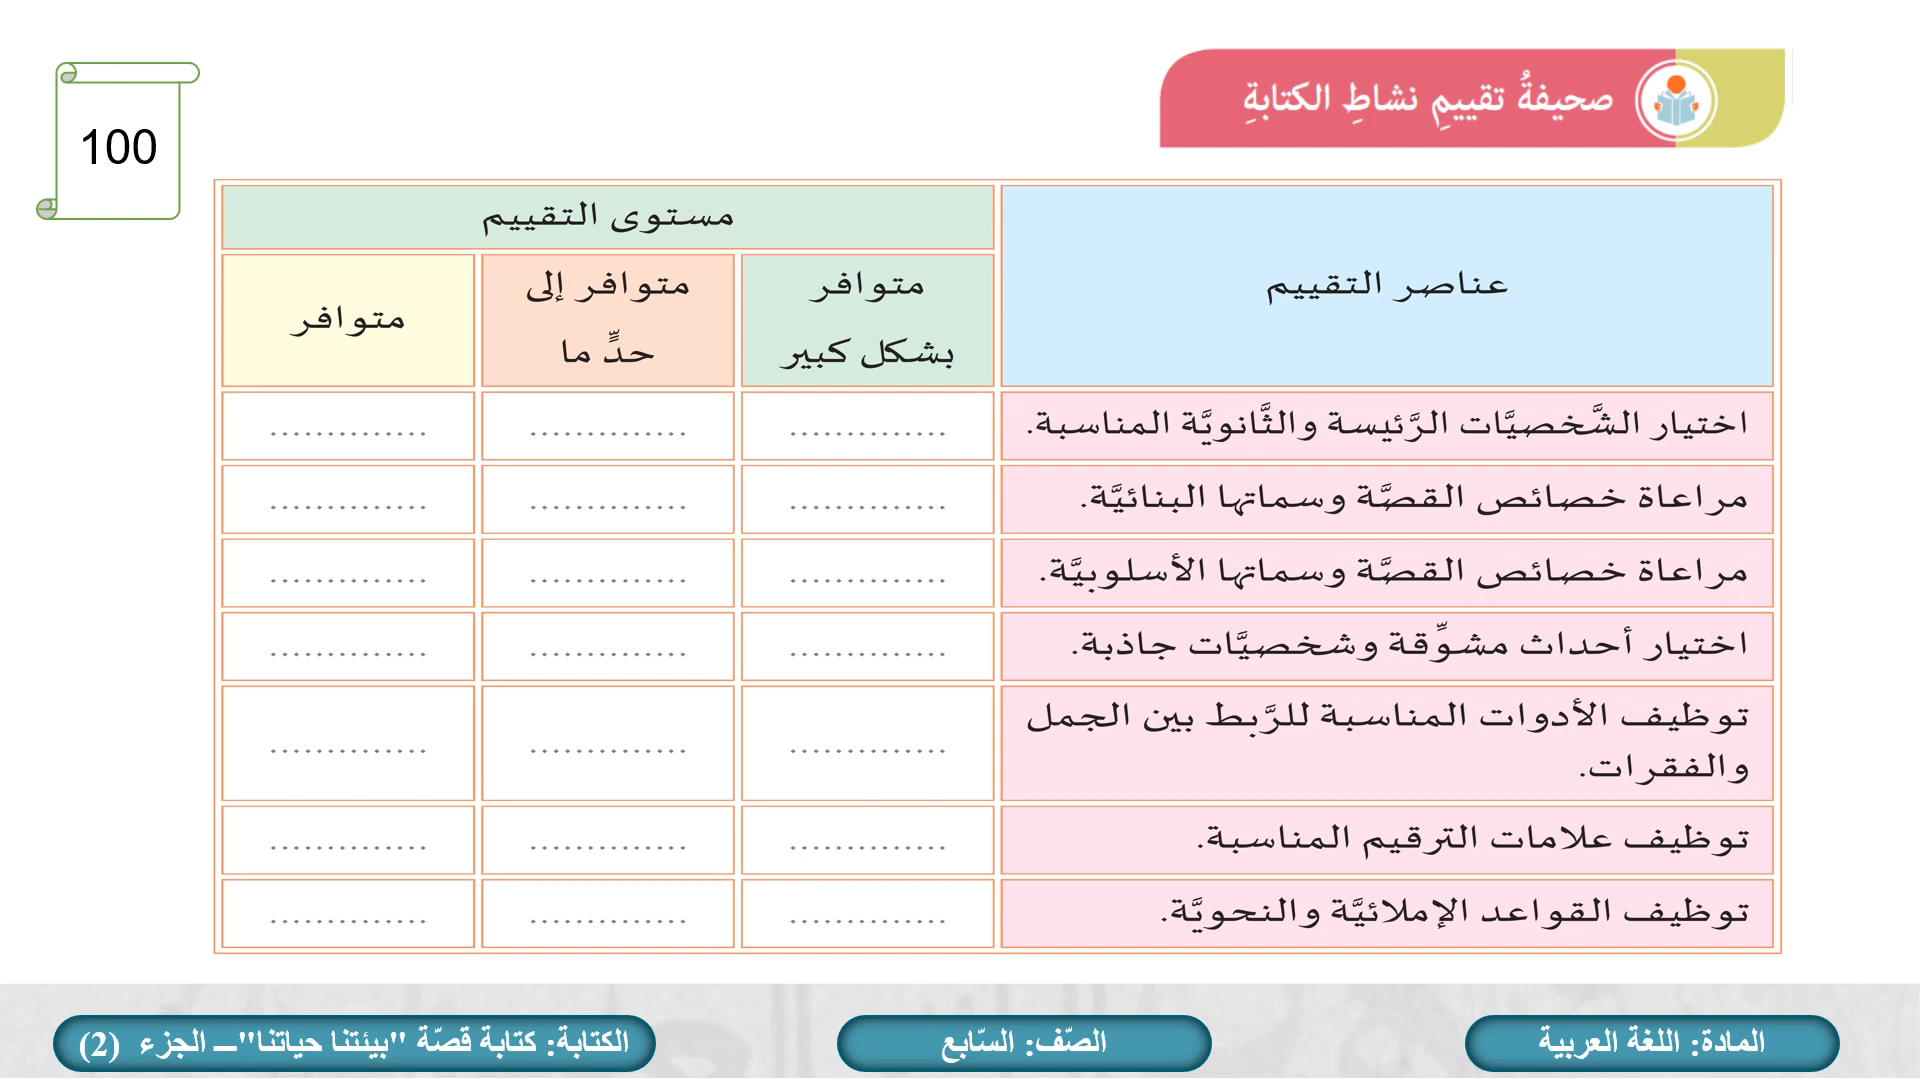 صحيفةُ تقييمِ نشاطِ الكتابةِ
100
عناصر التقييم
مستوى التقييم
متوافر
بشكل كبير
متوافر إلى
حدٍّ ما
متوافر
اختيار الشَّخصيَّات الرَّئيسة والثَّانويَّة المناسبة.
..............
..............
..............
مراعاة خصائص القصَّة وسماتها البنائيَّة.
..............
..............
..............
مراعاة خصائص القصَّة وسماتها الأسلوبيَّة.
..............
..............
..............
اختيار أحداث مشوِّقة وشخصيَّات جاذبة.
..............
..............
..............
توظيف الأدوات المناسبة للرَّبط بين الجمل
والفقرات.
..............
..............
..............
توظيف علامات الترقيم المناسبة.
..............
..............
..............
توظيف القواعد الإملائيَّة والنحويَّة.
..............
..............
..............
المادة: اللغة العربية
الصّف: السّابع
الكتابة: كتابة قصّة "بيئتنا حياتنا"ــ الجزء (2)